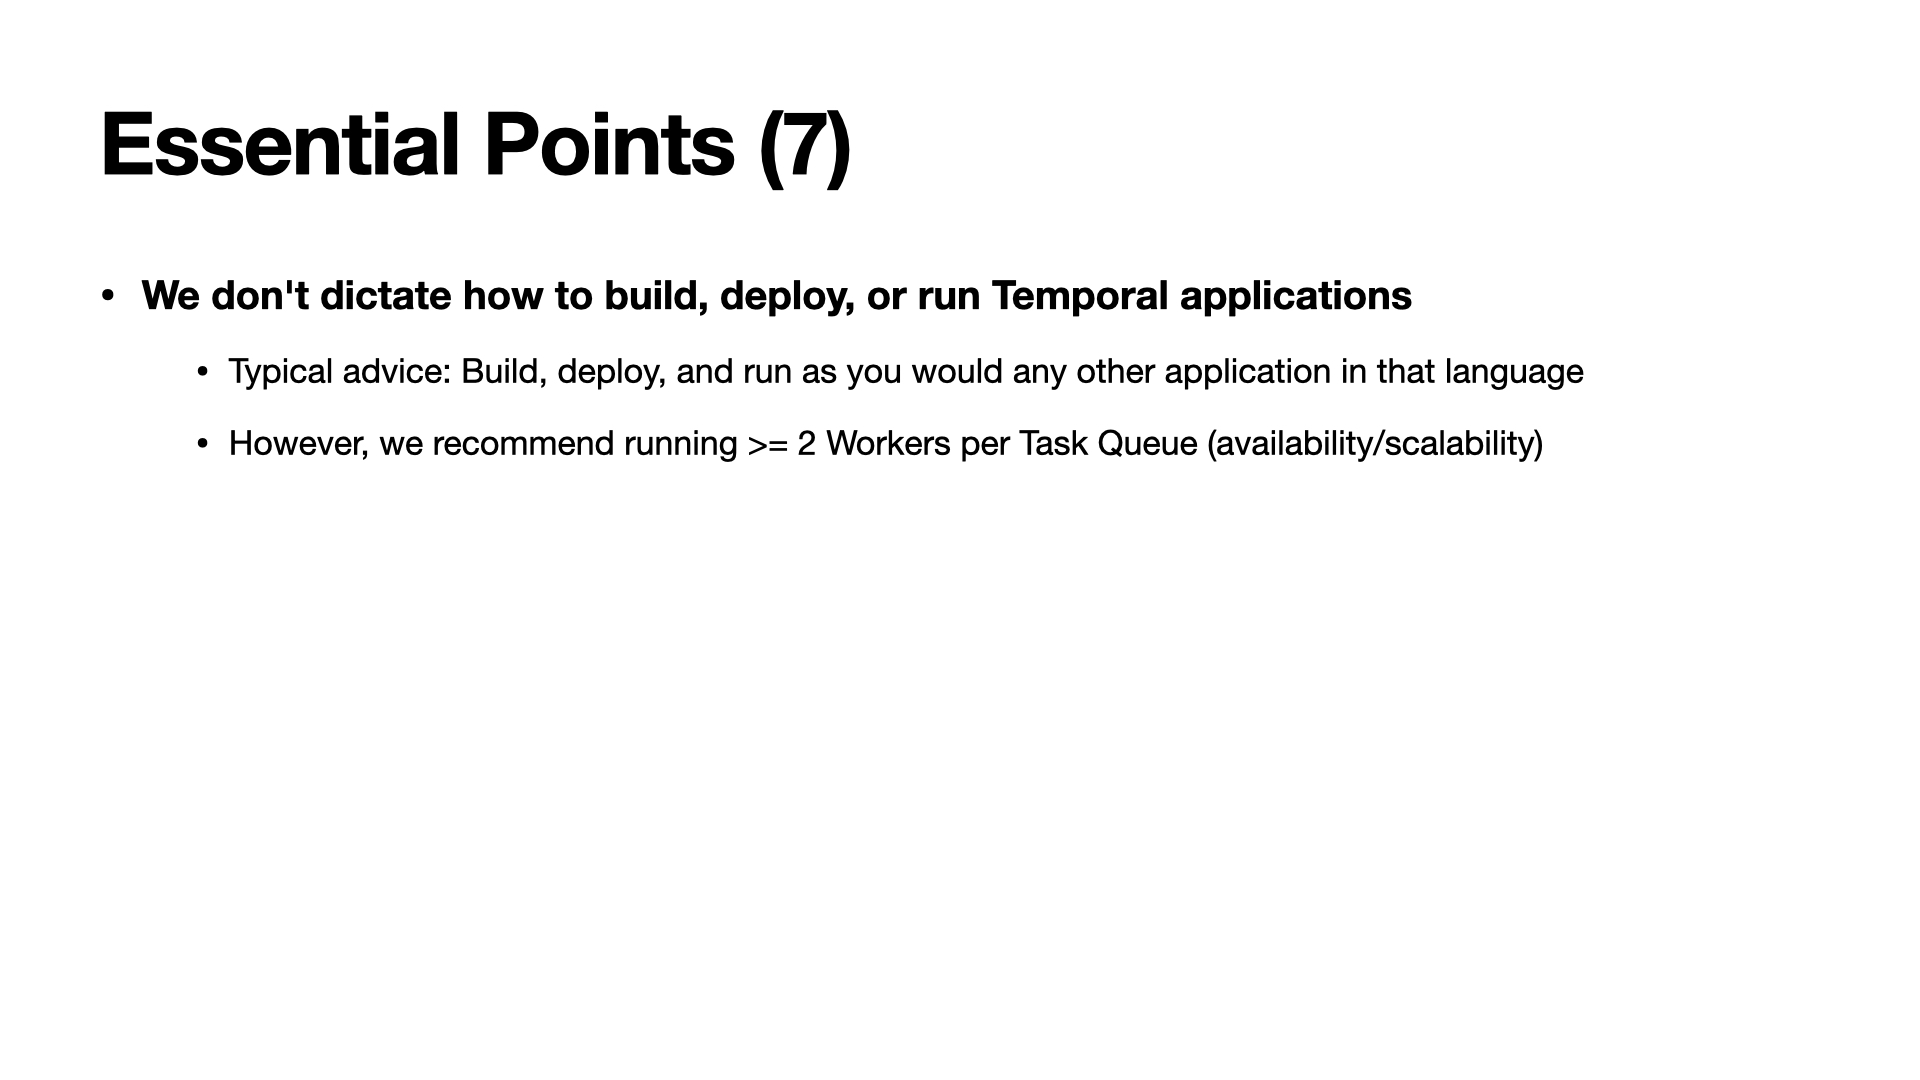 Essential Points (7)
• We don't dictate how to build, deploy, or run Temporal applications
• Typical advice: Build, deploy, and run as you would any other application in that language
• However, we recommend running >= 2 Workers per Task Queue (availability/scalability)